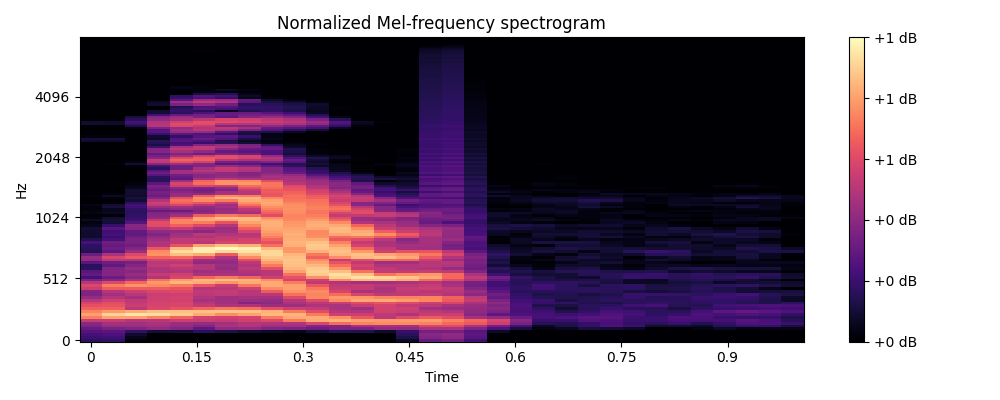 Normalized Mel-frequency spectrogram
Hz
4096
2048
1024
512
0
0 0.15 0.3 0.45 0.6 0.75 0.9
Time
+1 dB
+1 dB
+1 dB
+0 dB
+0 dB
+0 dB